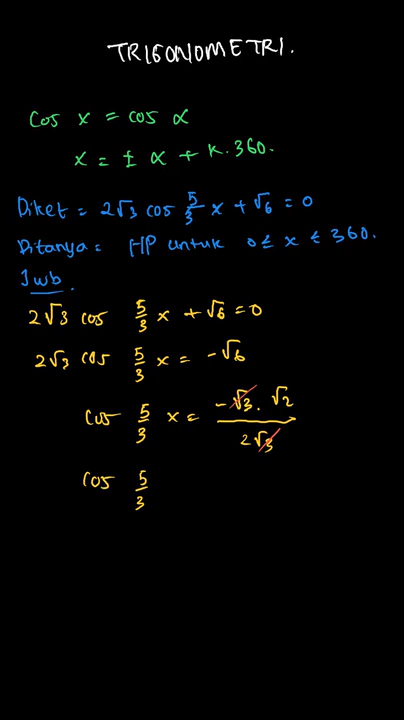 TRIGONOMETRI.
Cos x = cos α
x = ± α + k. 360.
Diket = 2√3 cos 5/3 x + √6 = 0
Ditanya = HP untuk 0 ≤ x ≤ 360.
Jwb.
2√3 cos 5/3 x + √6 = 0
2√3 cos 5/3 x = -√6
Cos 5/3 x = -√3 . √2 / 2√3
Cos 5/3